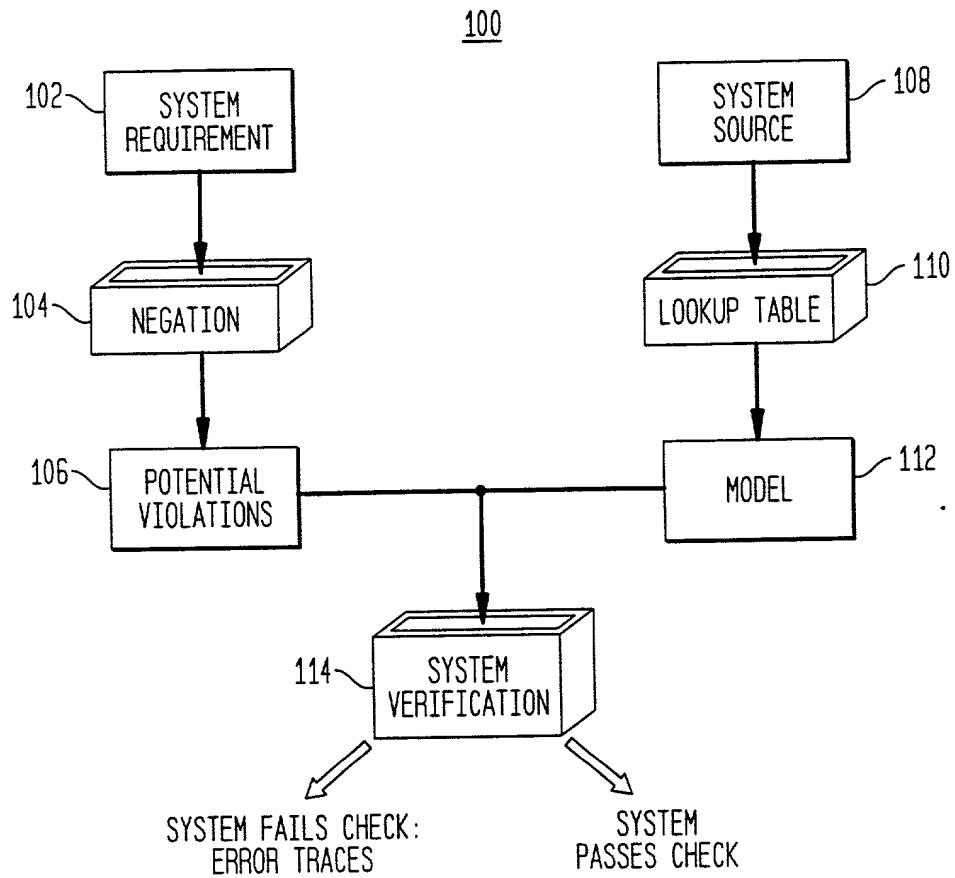 100
102
SYSTEM
REQUIREMENT
108
SYSTEM
SOURCE
104
NEGATION
110
LOOKUP TABLE
106
POTENTIAL
VIOLATIONS
112
MODEL
114
SYSTEM
VERIFICATION
SYSTEM FAILS CHECK:
ERROR TRACES
SYSTEM
PASSES CHECK